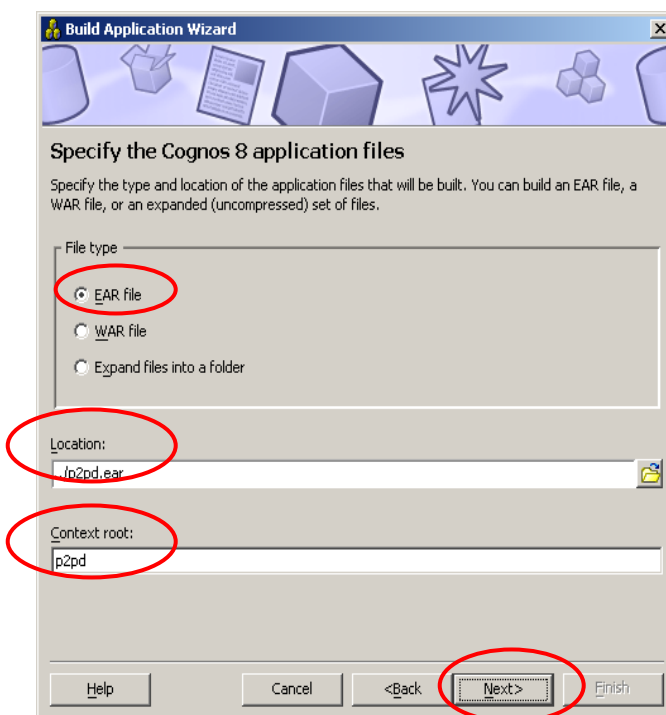 Build Application Wizard
Specify the Cognos 8 application files
Specify the type and location of the application files that will be built. You can build an EAR file, a
WAR file, or an expanded (uncompressed) set of files.
File type
EAR file
WAR file
Expand files into a folder
Location:
../p2pd.ear
Context root:
p2pd
Help Cancel <Back Next> Finish